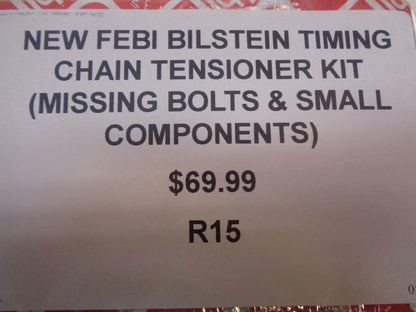 NEW FEBI BILSTEIN TIMING
CHAIN TENSIONER KIT
(MISSING BOLTS & SMALL
COMPONENTS)
$69.99
R15